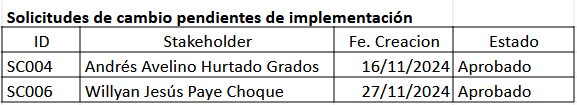 Solicitudes de cambio pendientes de implementación
ID Stakeholder Fe. Creacion Estado
SC004 Andrés Avelino Hurtado Grados 16/11/2024 Aprobado
SC006 Willyan Jesús Paye Choque 27/11/2024 Aprobado